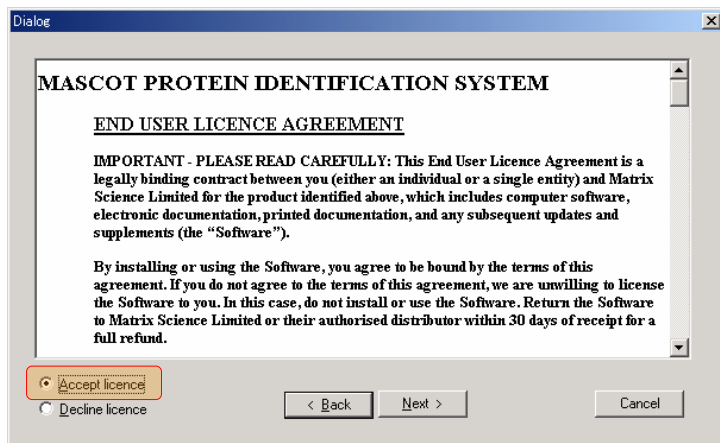 Dialog
MASCOT PROTEIN IDENTIFICATION SYSTEM
END USER LICENCE AGREEMENT
IMPORTANT - PLEASE READ CAREFULLY: This End User Licence Agreement is a
legally binding contract between you (either an individual or a single entity) and Matrix
Science Limited for the product identified above, which includes computer software,
electronic documentation, printed documentation, and any subsequent updates and
supplements (the “Software”).
By installing or using the Software, you agree to be bound by the terms of this
agreement. If you do not agree to the terms of this agreement, we are unwilling to license
the Software to you. In this case, do not install or use the Software. Return the Software
to Matrix Science Limited or their authorised distributor within 30 days of receipt for a
full refund.
Accept licence
Decline licence
< Back
Next >
Cancel